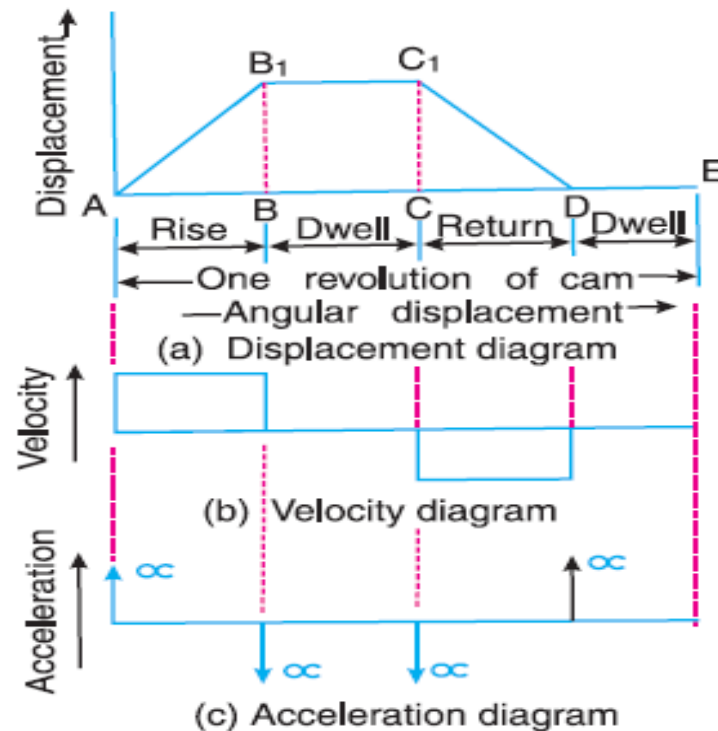 Displacement
B₁ C₁
A B C D E
Rise Dwell Return Dwell
One revolution of cam
Angular displacement
(a) Displacement diagram
Velocity
(b) Velocity diagram
Acceleration
∝ ∝ ∝ ∝
(c) Acceleration diagram